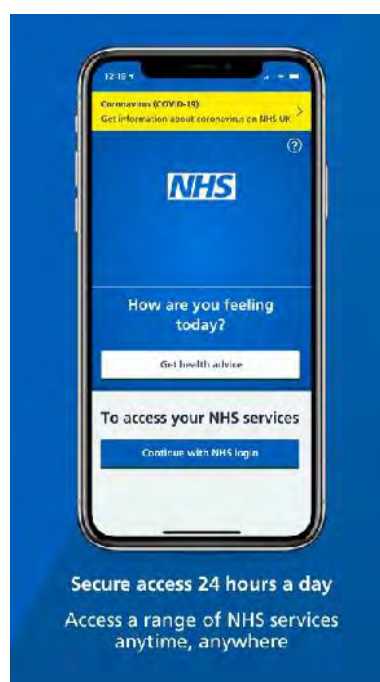 12:19
Coronavirus (COVID-19)
Get information about coronavirus on NHS UK
?
NHS
How are you feeling
today?
Get health advice
To access your NHS services
Continue with NHS login
Secure access 24 hours a day
Access a range of NHS services
anytime, anywhere